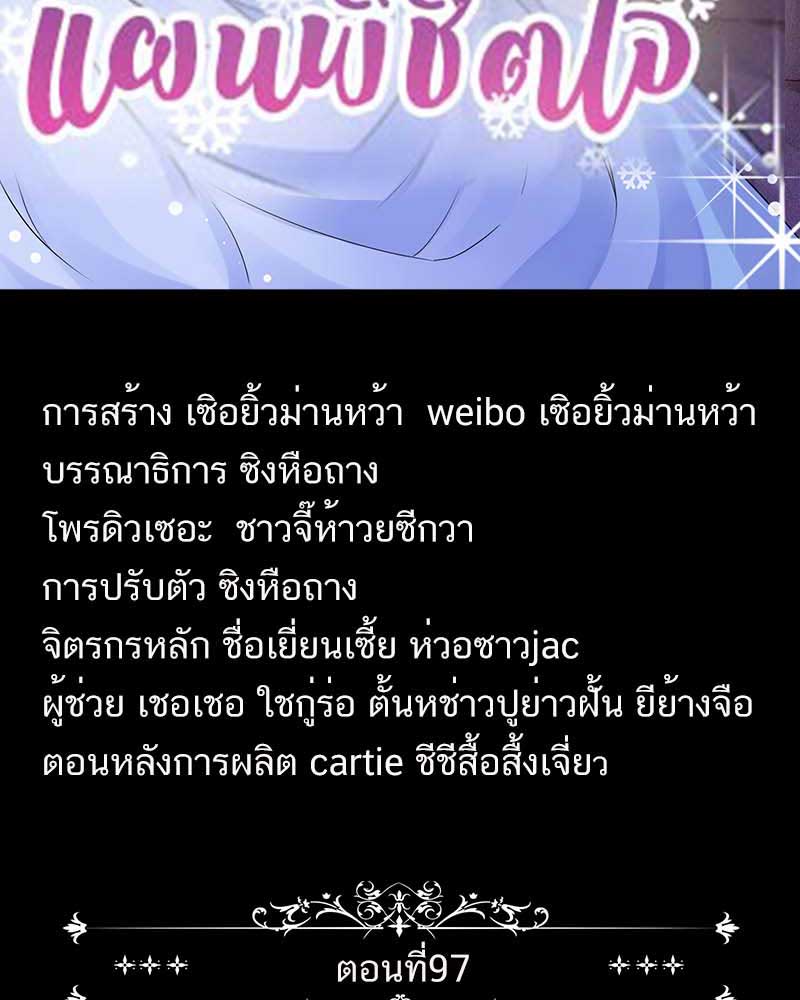 แผนพิชิตใจ
การสร้าง เซิอยิ้วม่านหว้า weibo เซิอยิ้วม่านหว้า
บรรณาธิการ ซิงหือถาง
โพรดิวเซอะ ชาวจี๊ห้าวยซีกวา
การปรับตัว ซิงหือถาง
จิตรกรหลัก ชื่อเยี่ยนเซี้ย ห่วอซาวjac
ผู้ช่วย เชอเชอ ใชกู่ร่อ ตั้นหช่าวปูย่าวฝั้น ยีย้างจือ
ตอนหลังการผลิต cartie ชีชีสื้อสื้งเจี่ยว
ตอนที่97